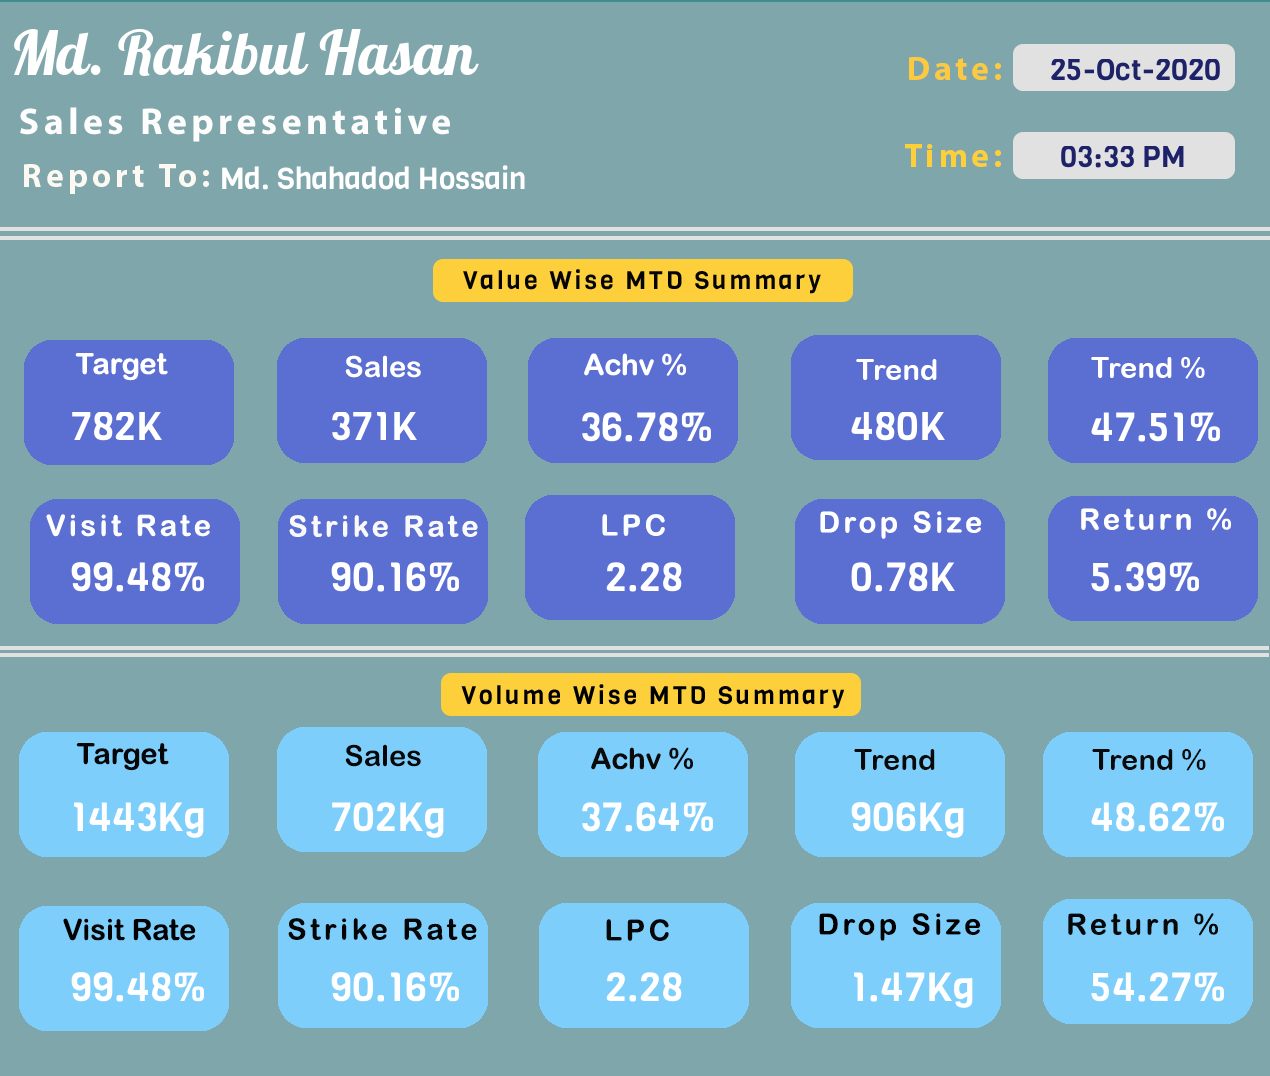 Md. Rakibul Hasan
Sales Representative
Report To: Md. Shahadod Hossain
Date: 25-Oct-2020
Time: 03:33 PM
Value Wise MTD Summary
Target Sales Achv % Trend Trend %
782K 371K 36.78% 480K 47.51%
Visit Rate Strike Rate LPC Drop Size Return %
99.48% 90.16% 2.28 0.78K 5.39%
Volume Wise MTD Summary
Target Sales Achv % Trend Trend %
1443Kg 702Kg 37.64% 906Kg 48.62%
Visit Rate Strike Rate LPC Drop Size Return %
99.48% 90.16% 2.28 1.47Kg 54.27%